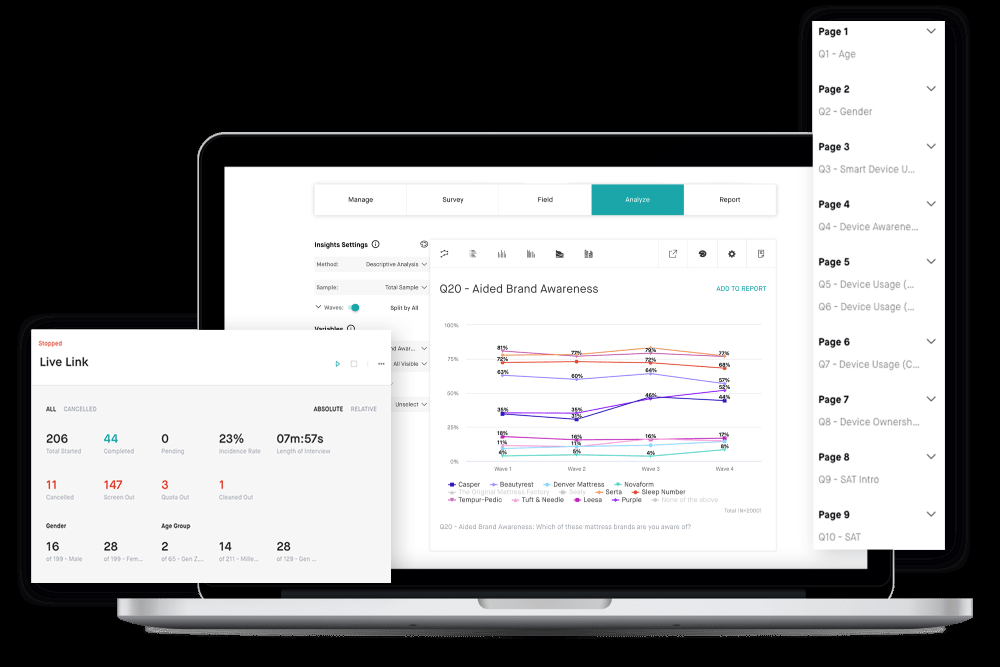 Page 1
Q1 - Age
Page 2
Q2 - Gender
Page 3
Q3 - Smart Device U...
Page 4
Q4 - Device Awarene...
Page 5
Q5 - Device Usage (...
Q6 - Device Usage (...
Page 6
Q7 - Device Usage (C...
Page 7
Q8 - Device Ownersh...
Page 8
Q9 - SAT Intro
Page 9
Q10 - SAT
Manage Survey Field Analyze Report
Insights Settings
Method: Descriptive Analysis
Sample: Total Sample
Waves: Split by All
Variables
nd Awar...
All Visible
Unselect
Q20 - Aided Brand Awareness
ADD TO REPORT
100%
75%
50%
25%
0%
81% 77% 79% 77%
72% 72% 68%
63% 60% 64% 57%
52%
35% 35% 46% 44%
31%
18% 16% 16% 17%
11% 11%
4% 5% 4% 8%
Wave 1 Wave 2 Wave 3 Wave 4
Casper Beautyrest Denver Mattress Novaform
The Original Mattress Factory Sealy Serta Sleep Number
Tempur-Pedic Tuft & Needle Leesa Purple None of the above
Total (N=2000)
Q20 - Aided Brand Awareness: Which of these mattress brands are you aware of?
Stopped
Live Link
ALL CANCELLED ABSOLUTE RELATIVE
206 44 0 23% 07m:57s
Total Started Completed Pending Incidence Rate Length of Interview
11 147 3 1
Cancelled Screen Out Quota Out Cleaned Out
Gender Age Group
16 28 2 14 28
of 199 - Male of 199 - Fem... of 65 - Gen Z,... of 211 - Mille... of 129 - Gen ...